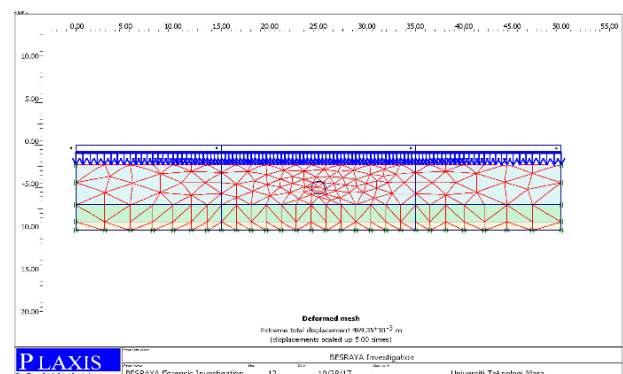 0.00 5.00 10.00 15.00 20.00 25.00 30.00 35.00 40.00 45.00 50.00 55.00
10.00
5.00
0.00
-5.00
-10.00
15.00
20.00
Deformed mesh
Extreme total displacement 469.35*10-3 m
(displacements scaled up 5.00 times)
PLAXIS
BESRAYA Investigation
BESRAYA Forensic Investigation 12 10/28/17 Universiti Teknologi Mara